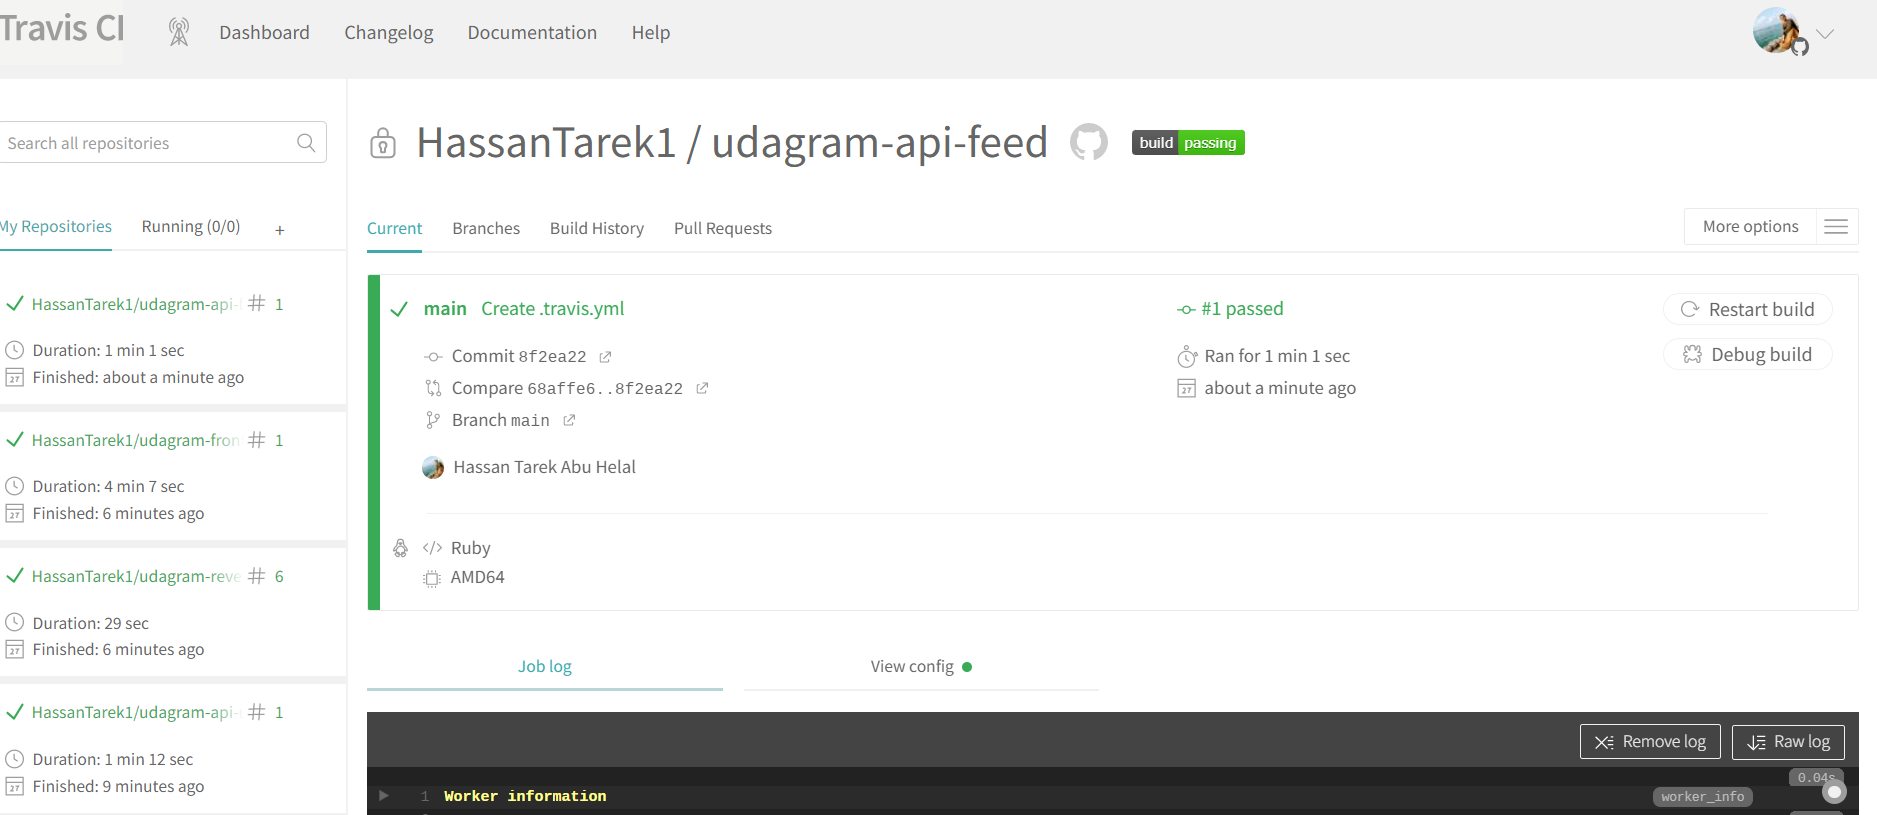 Travis CI
Dashboard
Changelog
Documentation
Help
Search all repositories
My Repositories
Running (0/0)
+
HassanTarek1/udagram-api- # 1
Duration: 1 min 1 sec
Finished: about a minute ago
HassanTarek1/udagram-fron # 1
Duration: 4 min 7 sec
Finished: 6 minutes ago
HassanTarek1/udagram-reve # 6
Duration: 29 sec
Finished: 6 minutes ago
HassanTarek1/udagram-api- # 1
Duration: 1 min 12 sec
Finished: 9 minutes ago
HassanTarek1 / udagram-api-feed
build passing
Current
Branches
Build History
Pull Requests
More options
main Create .travis.yml
Commit 8f2ea22
Compare 68affe6..8f2ea22
Branch main
Hassan Tarek Abu Helal
#1 passed
Ran for 1 min 1 sec
about a minute ago
Restart build
Debug build
</> Ruby
AMD64
Job log
View config
Remove log
Raw log
0.04s
1 Worker information
worker_info